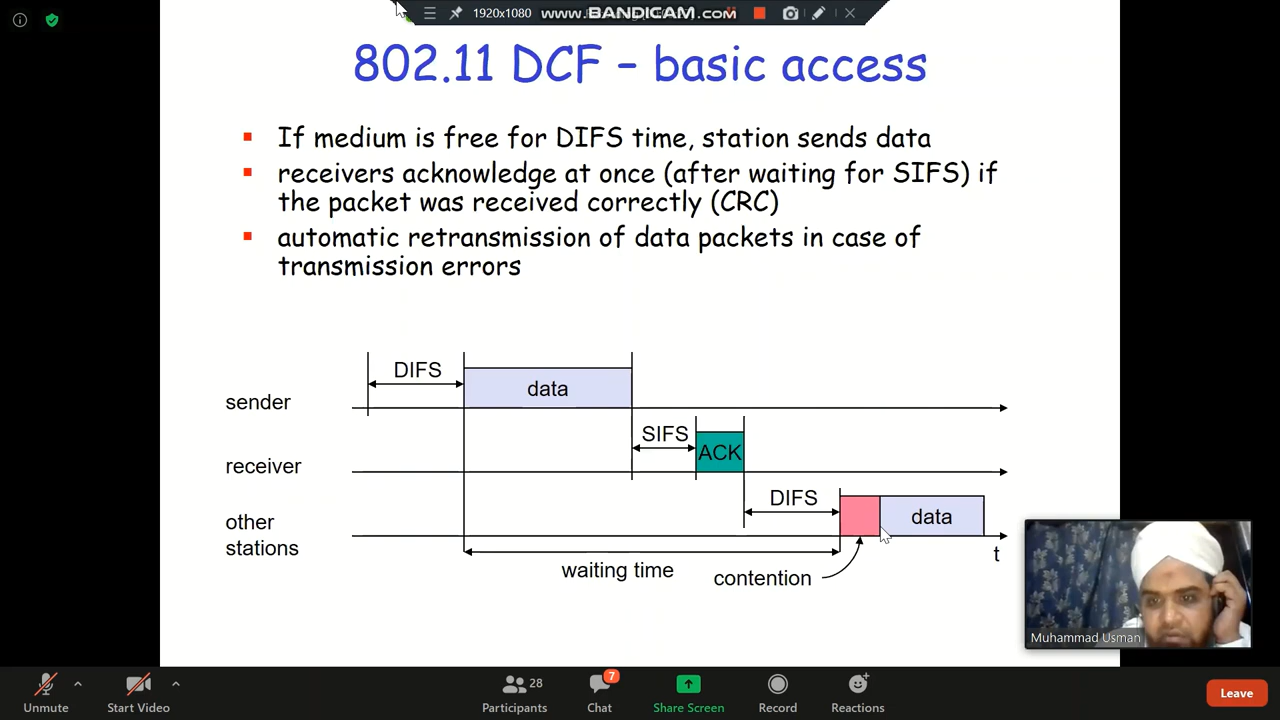 1920x1080
www.BANDICAM.com
802.11 DCF – basic access
If medium is free for DIFS time, station sends data
receivers acknowledge at once (after waiting for SIFS) if
the packet was received correctly (CRC)
automatic retransmission of data packets in case of
transmission errors
DIFS
data
sender
SIFS
ACK
receiver
DIFS
data
other
stations
t
waiting time
contention
Muhammad Usman
28
7
Unmute
Start Video
Participants
Chat
Share Screen
Record
Reactions
Leave